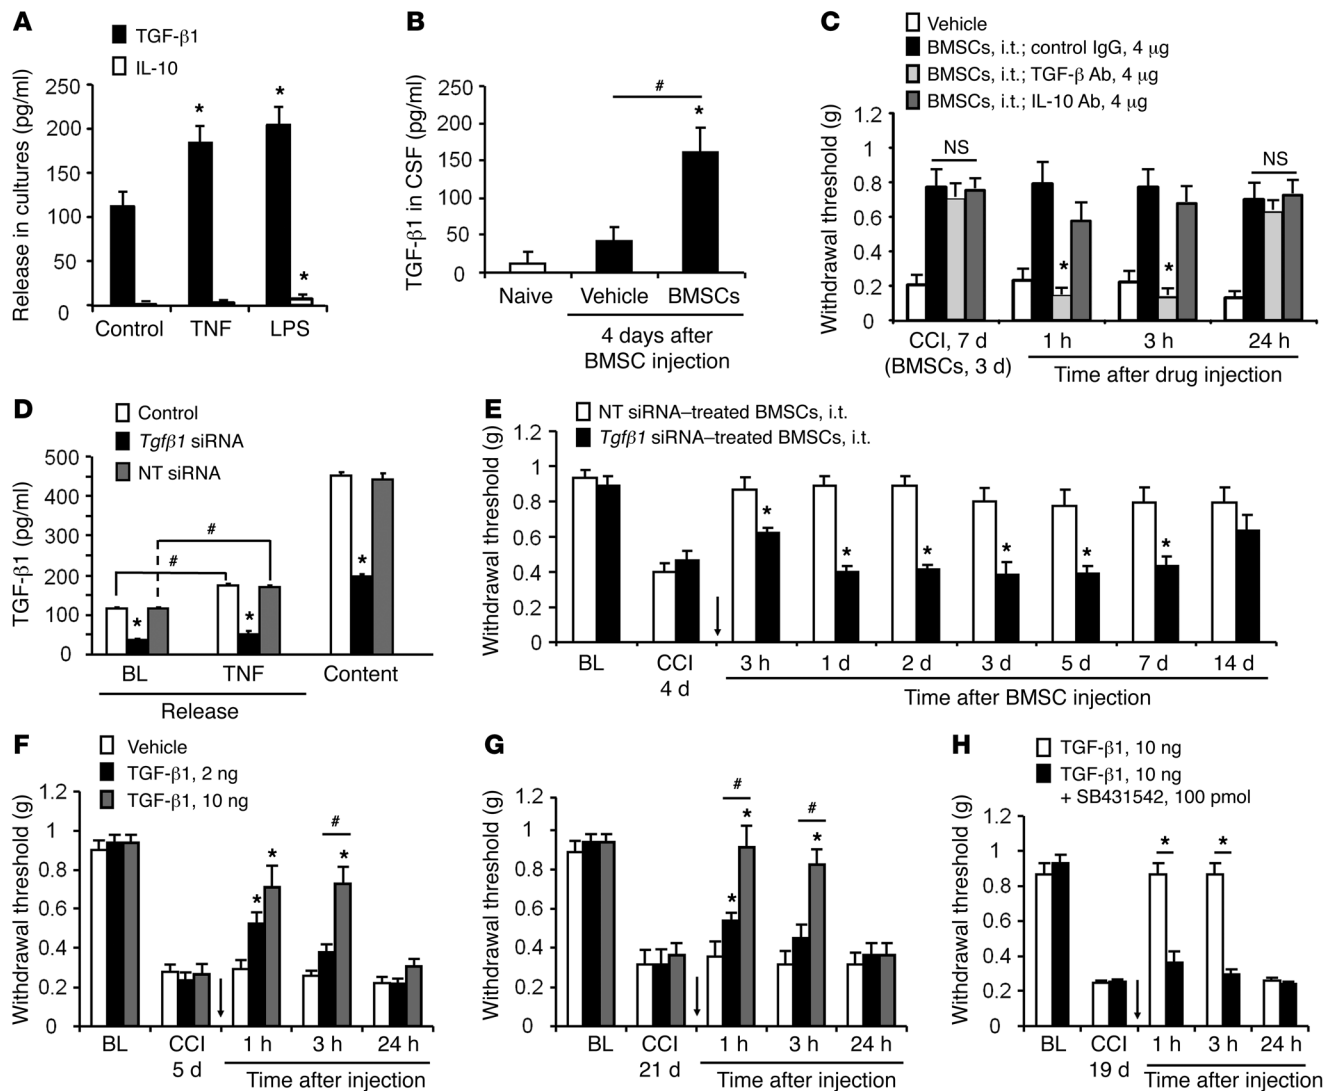 A
TGF-β1
IL-10
Release in cultures (pg/ml)
250
200
150
100
50
0
*
*
*
Control TNF LPS
B
TGF-β1 in CSF (pg/ml)
250
200
150
100
50
0
#
*
Naive Vehicle BMSCs
4 days after
BMSC injection
C
Vehicle
BMSCs, i.t.; control IgG, 4 µg
BMSCs, i.t.; TGF-β Ab, 4 µg
BMSCs, i.t.; IL-10 Ab, 4 µg
Withdrawal threshold (g)
1.2
1
0.8
0.6
0.4
0.2
0
NS
*
*
NS
CCI, 7 d 1 h 3 h 24 h
(BMSCs, 3 d)
Time after drug injection
D
Control
Tgfβ1 siRNA
NT siRNA
TGF-β1 (pg/ml)
500
400
300
200
100
0
#
#
*
*
*
BL TNF Content
Release
E
NT siRNA–treated BMSCs, i.t.
Tgfβ1 siRNA–treated BMSCs, i.t.
Withdrawal threshold (g)
1.2
1
0.8
0.6
0.4
0.2
0
*
*
*
*
*
*
BL CCI 3 h 1 d 2 d 3 d 5 d 7 d 14 d
4 d
Time after BMSC injection
F
Vehicle
TGF-β1, 2 ng
TGF-β1, 10 ng
Withdrawal threshold (g)
1.2
1
0.8
0.6
0.4
0.2
0
#
*
*
*
BL CCI 1 h 3 h 24 h
5 d
Time after injection
G
Withdrawal threshold (g)
1.2
1
0.8
0.6
0.4
0.2
0
#
#
*
*
*
BL CCI 1 h 3 h 24 h
21 d
Time after injection
H
TGF-β1, 10 ng
TGF-β1, 10 ng
+ SB431542, 100 pmol
Withdrawal threshold (g)
1.2
1
0.8
0.6
0.4
0.2
0
*
*
BL CCI 1 h 3 h 24 h
19 d
Time after injection